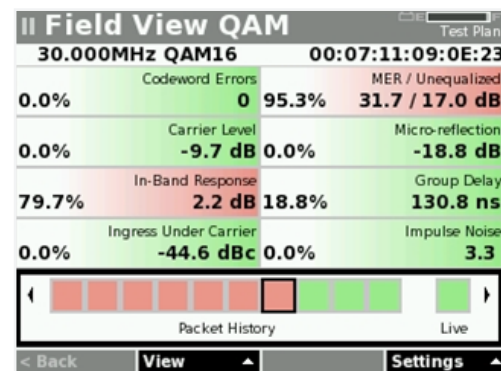 Field View QAM
Test Plan
30.000MHz QAM16 00:07:11:09:0E:23
Codeword Errors
0.0% 0
MER / Unequalized
95.3% 31.7 / 17.0 dB
Carrier Level
0.0% -9.7 dB
Micro-reflection
0.0% -18.8 dB
In-Band Response
79.7% 2.2 dB
Group Delay
18.8% 130.8 ns
Ingress Under Carrier
0.0% -44.6 dBc
Impulse Noise
0.0% 3.3
Packet History
Live
< Back View Settings